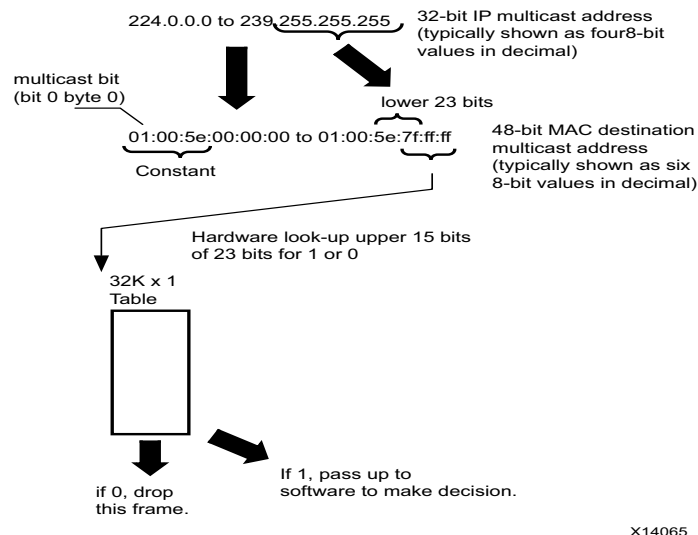 224.0.0.0 to 239.255.255.255
32-bit IP multicast address
(typically shown as four8-bit
values in decimal)
multicast bit
(bit 0 byte 0)
lower 23 bits
01:00:5e:00:00:00 to 01:00:5e:7f:ff:ff
48-bit MAC destination
multicast address
(typically shown as six
8-bit values in decimal)
Constant
Hardware look-up upper 15 bits
of 23 bits for 1 or 0
32K x 1
Table
if 0, drop
this frame.
If 1, pass up to
software to make decision.
X14065